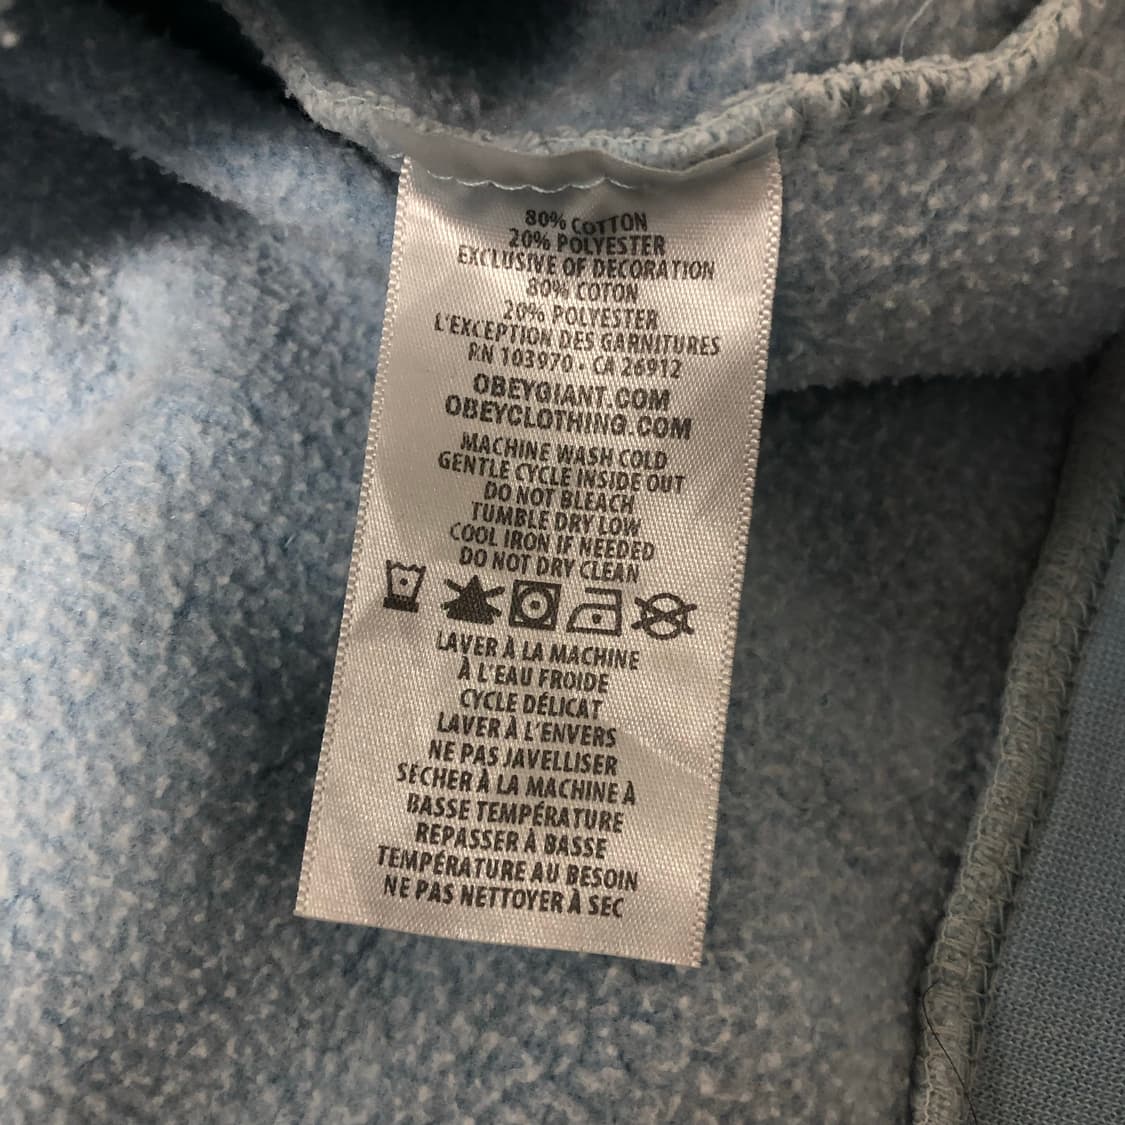 80% COTTON
20% POLYESTER
EXCLUSIVE OF DECORATION
80% COTON
20% POLYESTER
L'EXCEPTION DES GARNITURES
RN 103970 · CA 26912
OBEYGIANT.COM
OBEYCLOTHING.COM
MACHINE WASH COLD
GENTLE CYCLE INSIDE OUT
DO NOT BLEACH
TUMBLE DRY LOW
COOL IRON IF NEEDED
DO NOT DRY CLEAN
LAVER À LA MACHINE
À L'EAU FROIDE
CYCLE DÉLICAT
LAVER À L'ENVERS
NE PAS JAVELLISER
SÉCHER À LA MACHINE À
BASSE TEMPÉRATURE
REPASSER À BASSE
TEMPÉRATURE AU BESOIN
NE PAS NETTOYER À SEC